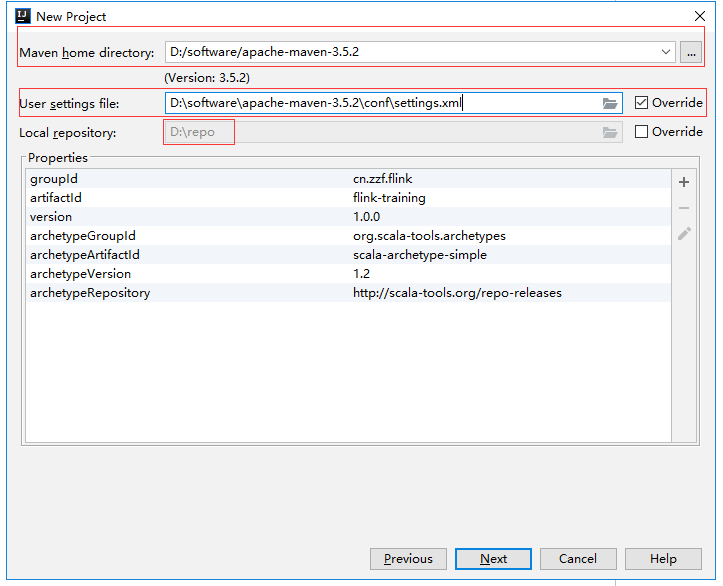 New Project
Maven home directory: D:/software/apache-maven-3.5.2 ...
(Version: 3.5.2)
User settings file: D:\software\apache-maven-3.5.2\conf\settings.xml Override
Local repository: D:\repo Override
Properties
groupId cn.zzf.flink
artifactId flink-training
version 1.0.0
archetypeGroupId org.scala-tools.archetypes
archetypeArtifactId scala-archetype-simple
archetypeVersion 1.2
archetypeRepository http://scala-tools.org/repo-releases
Previous Next Cancel Help